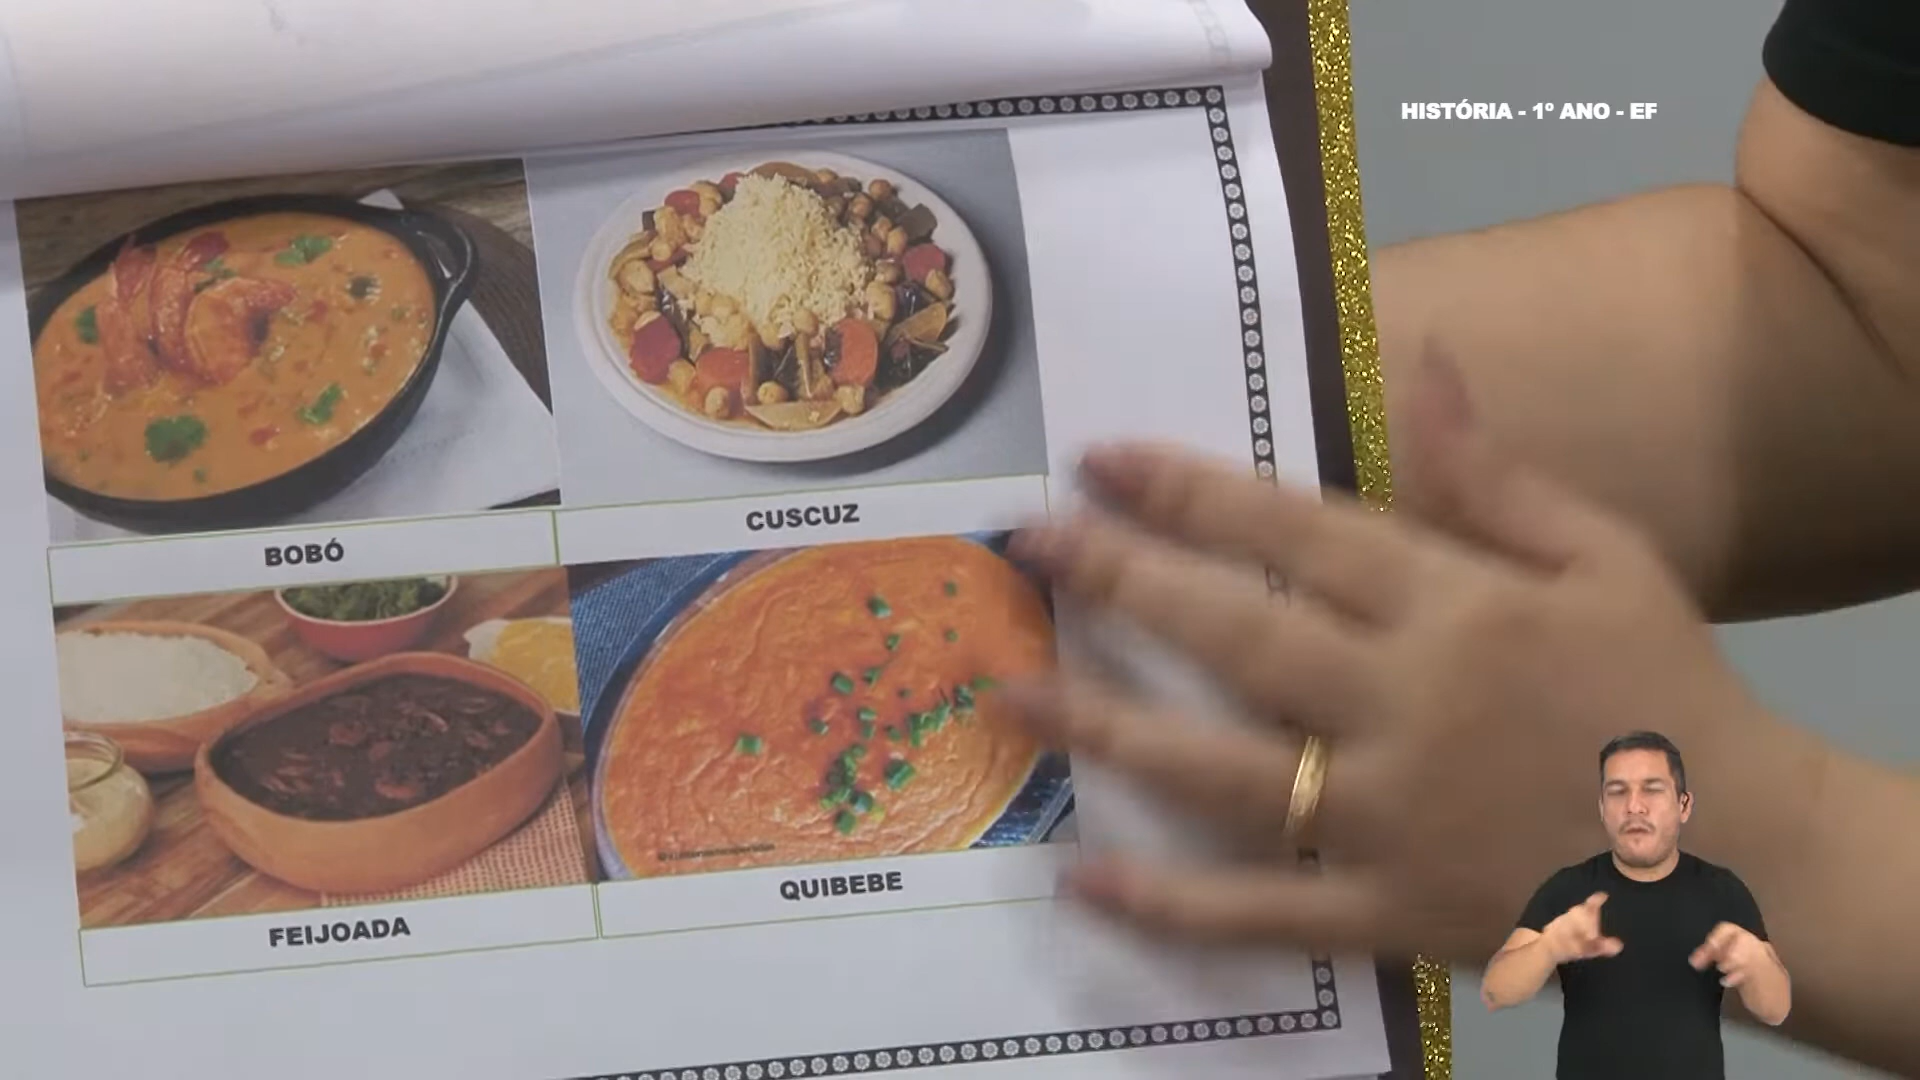 HISTÓRIA - 1º ANO - EF
BOBÓ
CUSCUZ
FEIJOADA
QUIBEBE